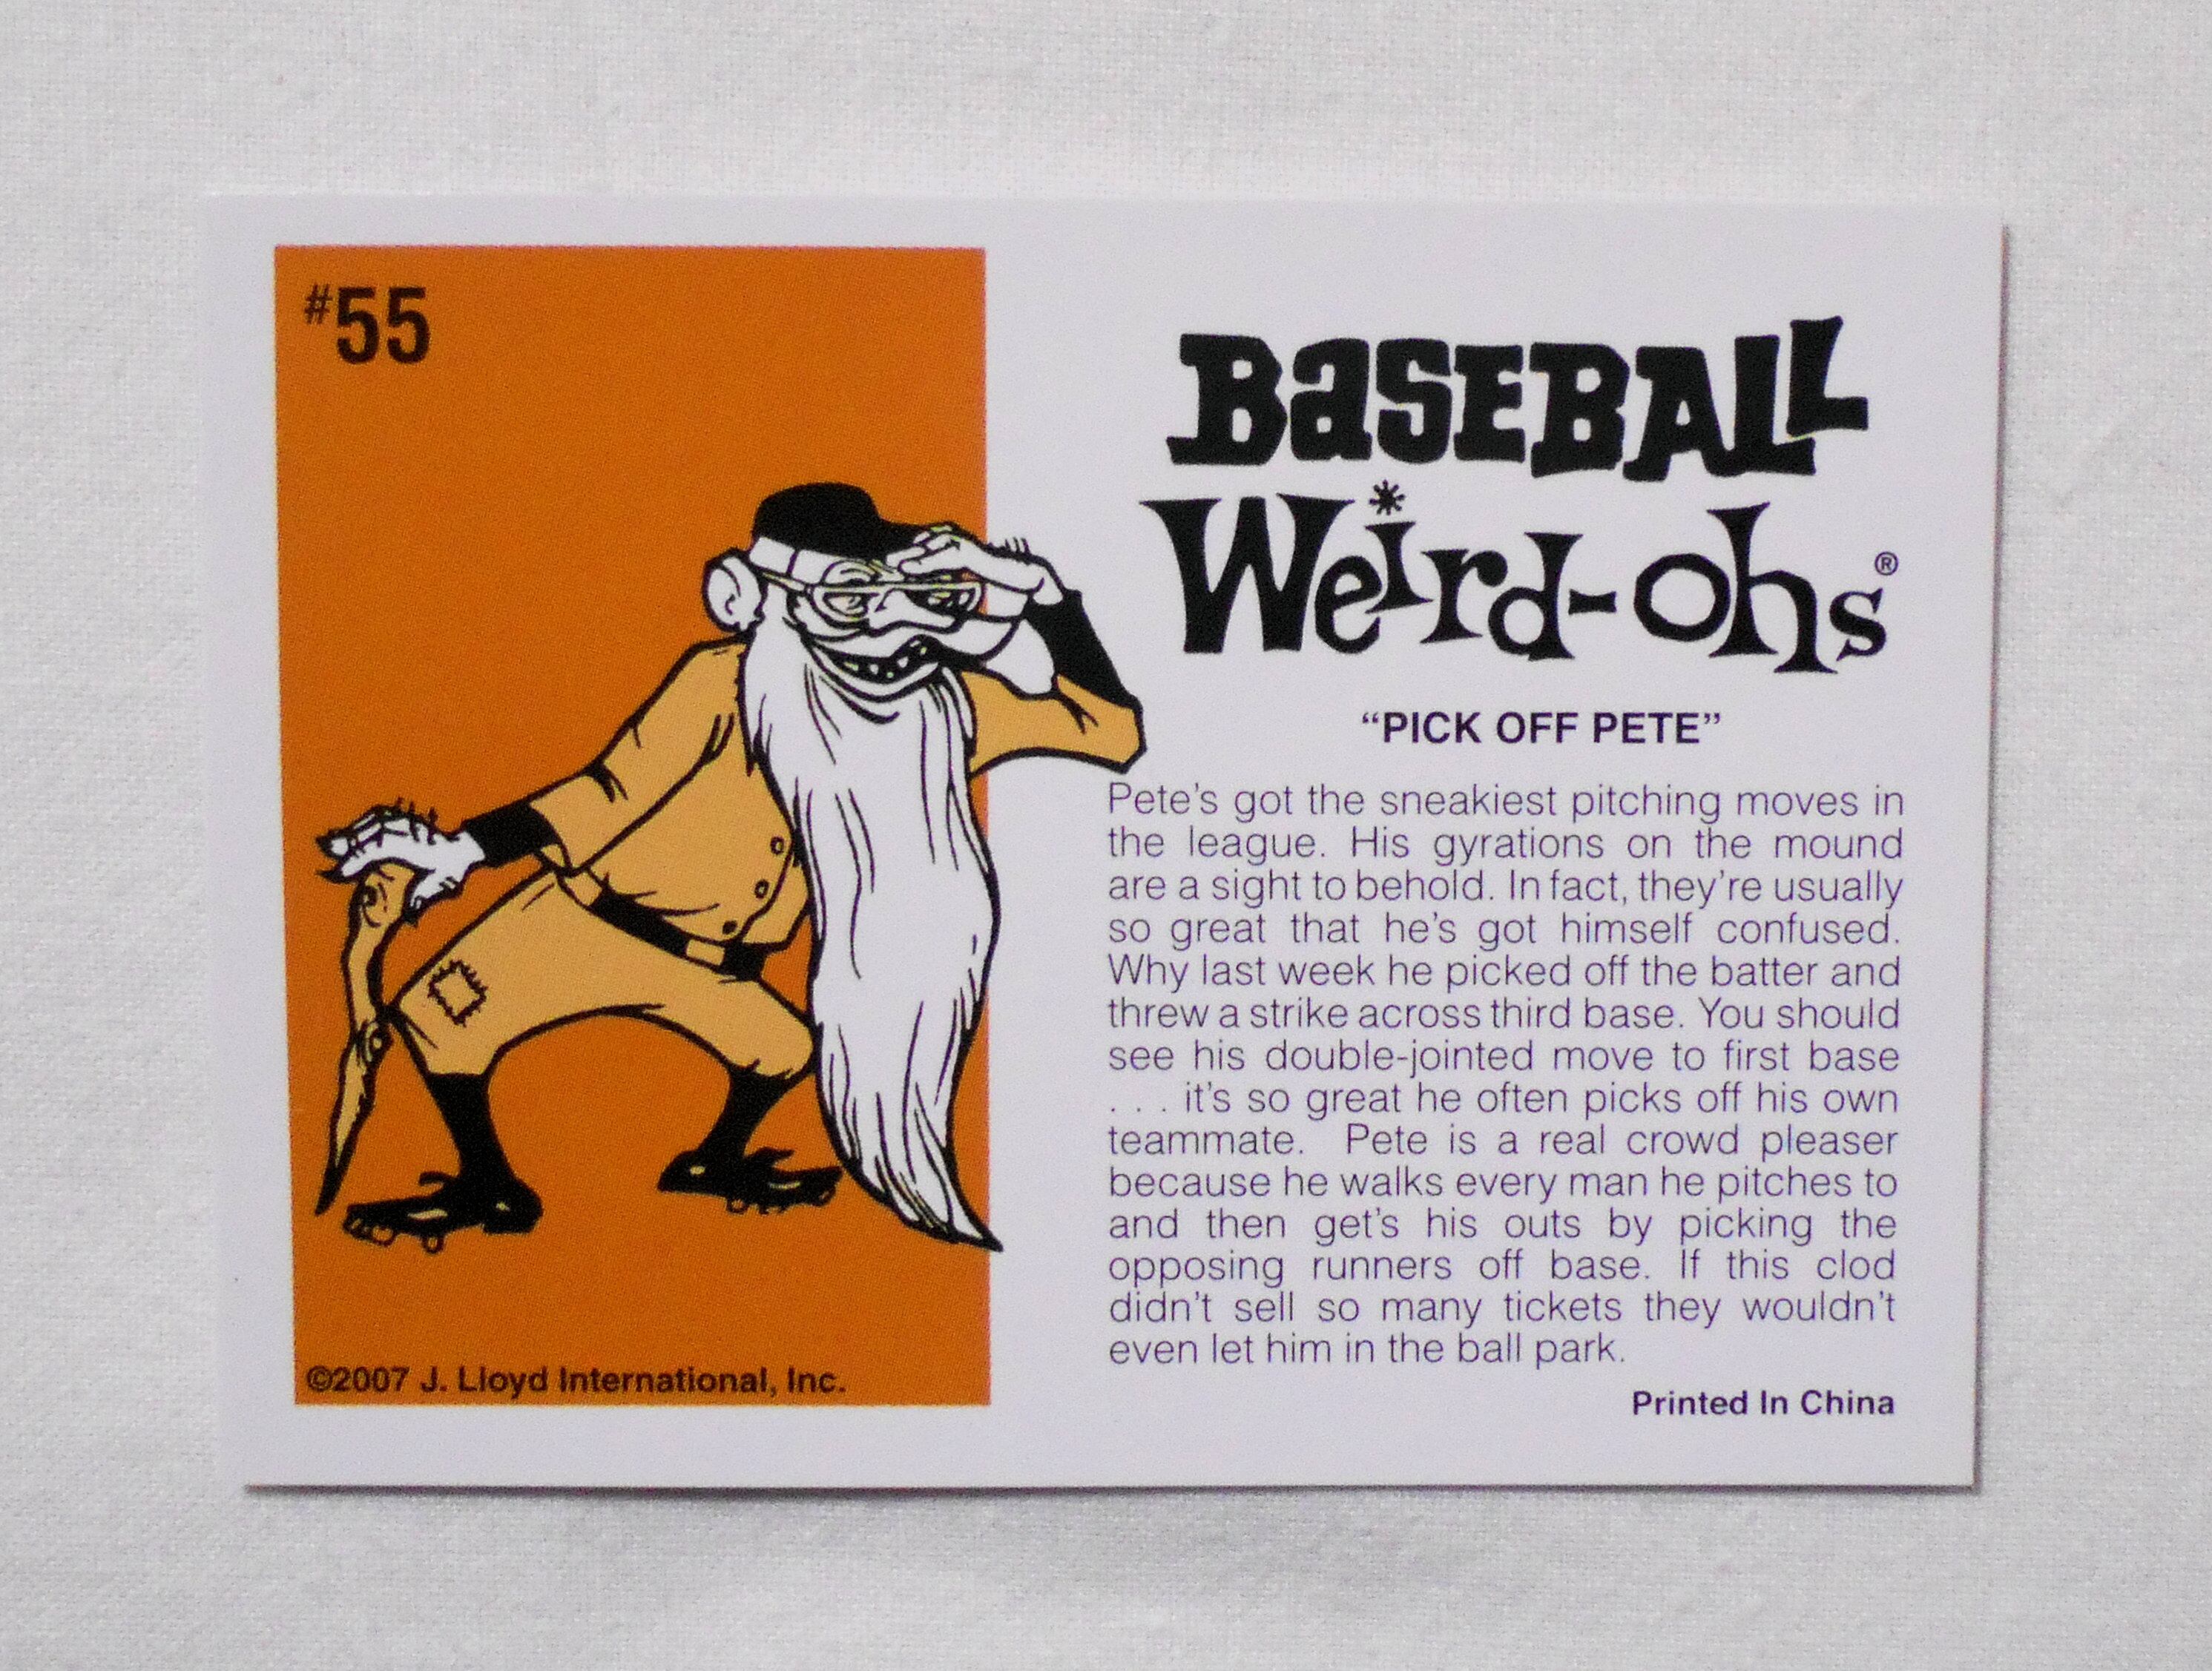 #55
BaSEBALL
Weird-ohs®
“PICK OFF PETE”
Pete’s got the sneakiest pitching moves in
the league. His gyrations on the mound
are a sight to behold. In fact, they’re usually
so great that he’s got himself confused.
Why last week he picked off the batter and
threw a strike across third base. You should
see his double-jointed move to first base
. . . it’s so great he often picks off his own
teammate. Pete is a real crowd pleaser
because he walks every man he pitches to
and then get’s his outs by picking the
opposing runners off base. If this clod
didn’t sell so many tickets they wouldn’t
even let him in the ball park.
©2007 J. Lloyd International, Inc.
Printed In China